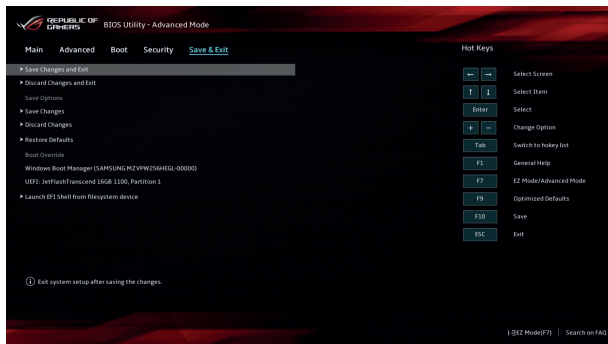 REPUBLIC OF GAMERS BIOS Utility - Advanced Mode
Main Advanced Boot Security Save & Exit
Hot Keys
> Save Changes and Exit
> Discard Changes and Exit
Save Options
> Save Changes
> Discard Changes
> Restore Defaults
Boot Override
Windows Boot Manager (SAMSUNG MZVPW256HEGL-00000)
UEFI: JetFlashTranscend 16GB 1100, Partition 1
> Launch EFI Shell from filesystem device
← → Select Screen
↑ ↓ Select Item
Enter Select
+ - Change Option
Tab Switch to hokey list
F1 General Help
F7 EZ Mode/Advanced Mode
F9 Optimized Defaults
F10 Save
ESC Exit
Exit system setup after saving the changes.
EZ Mode(F7) | Search on FAQ